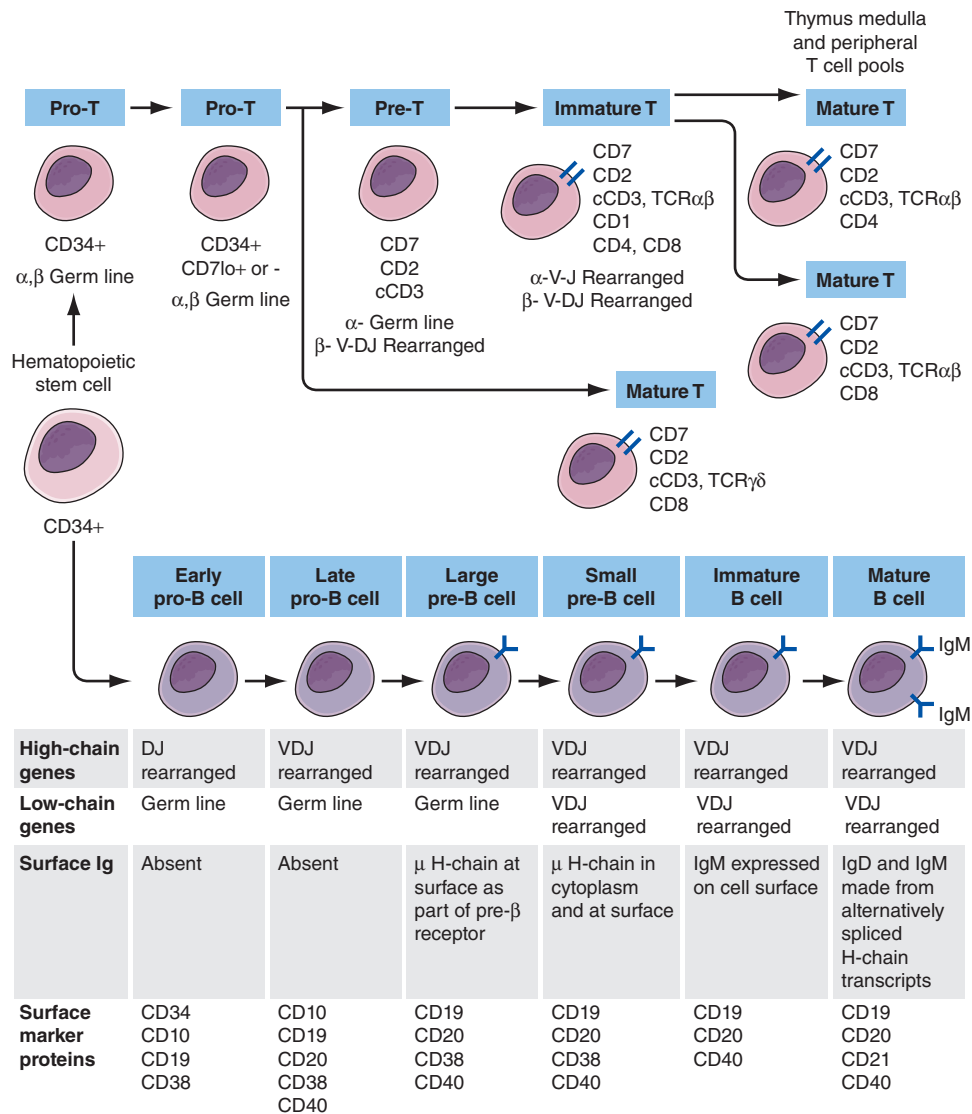 Thymus medulla
and peripheral
T cell pools
Pro-T
Pro-T
Pre-T
Immature T
Mature T
CD34+
α,β Germ line
CD34+
CD7lo+ or -
α,β Germ line
CD7
CD2
cCD3
α- Germ line
β- V-DJ Rearranged
CD7
CD2
cCD3, TCRαβ
CD1
CD4, CD8
α-V-J Rearranged
β- V-DJ Rearranged
CD7
CD2
cCD3, TCRαβ
CD4
Mature T
CD7
CD2
cCD3, TCRαβ
CD8
Mature T
CD7
CD2
cCD3, TCRγδ
CD8
Hematopoietic
stem cell
CD34+
Early
pro-B cell
Late
pro-B cell
Large
pre-B cell
Small
pre-B cell
Immature
B cell
Mature
B cell
IgM
IgM
High-chain
genes
DJ
rearranged
VDJ
rearranged
VDJ
rearranged
VDJ
rearranged
VDJ
rearranged
VDJ
rearranged
Low-chain
genes
Germ line
Germ line
Germ line
VDJ
rearranged
VDJ
rearranged
VDJ
rearranged
Surface Ig
Absent
Absent
μ H-chain at
surface as
part of pre-β
receptor
μ H-chain in
cytoplasm
and at surface
IgM expressed
on cell surface
IgD and IgM
made from
alternatively
spliced
H-chain
transcripts
Surface
marker
proteins
CD34
CD10
CD19
CD38
CD10
CD19
CD20
CD38
CD40
CD19
CD20
CD38
CD40
CD19
CD20
CD38
CD40
CD19
CD20
CD40
CD19
CD20
CD21
CD40